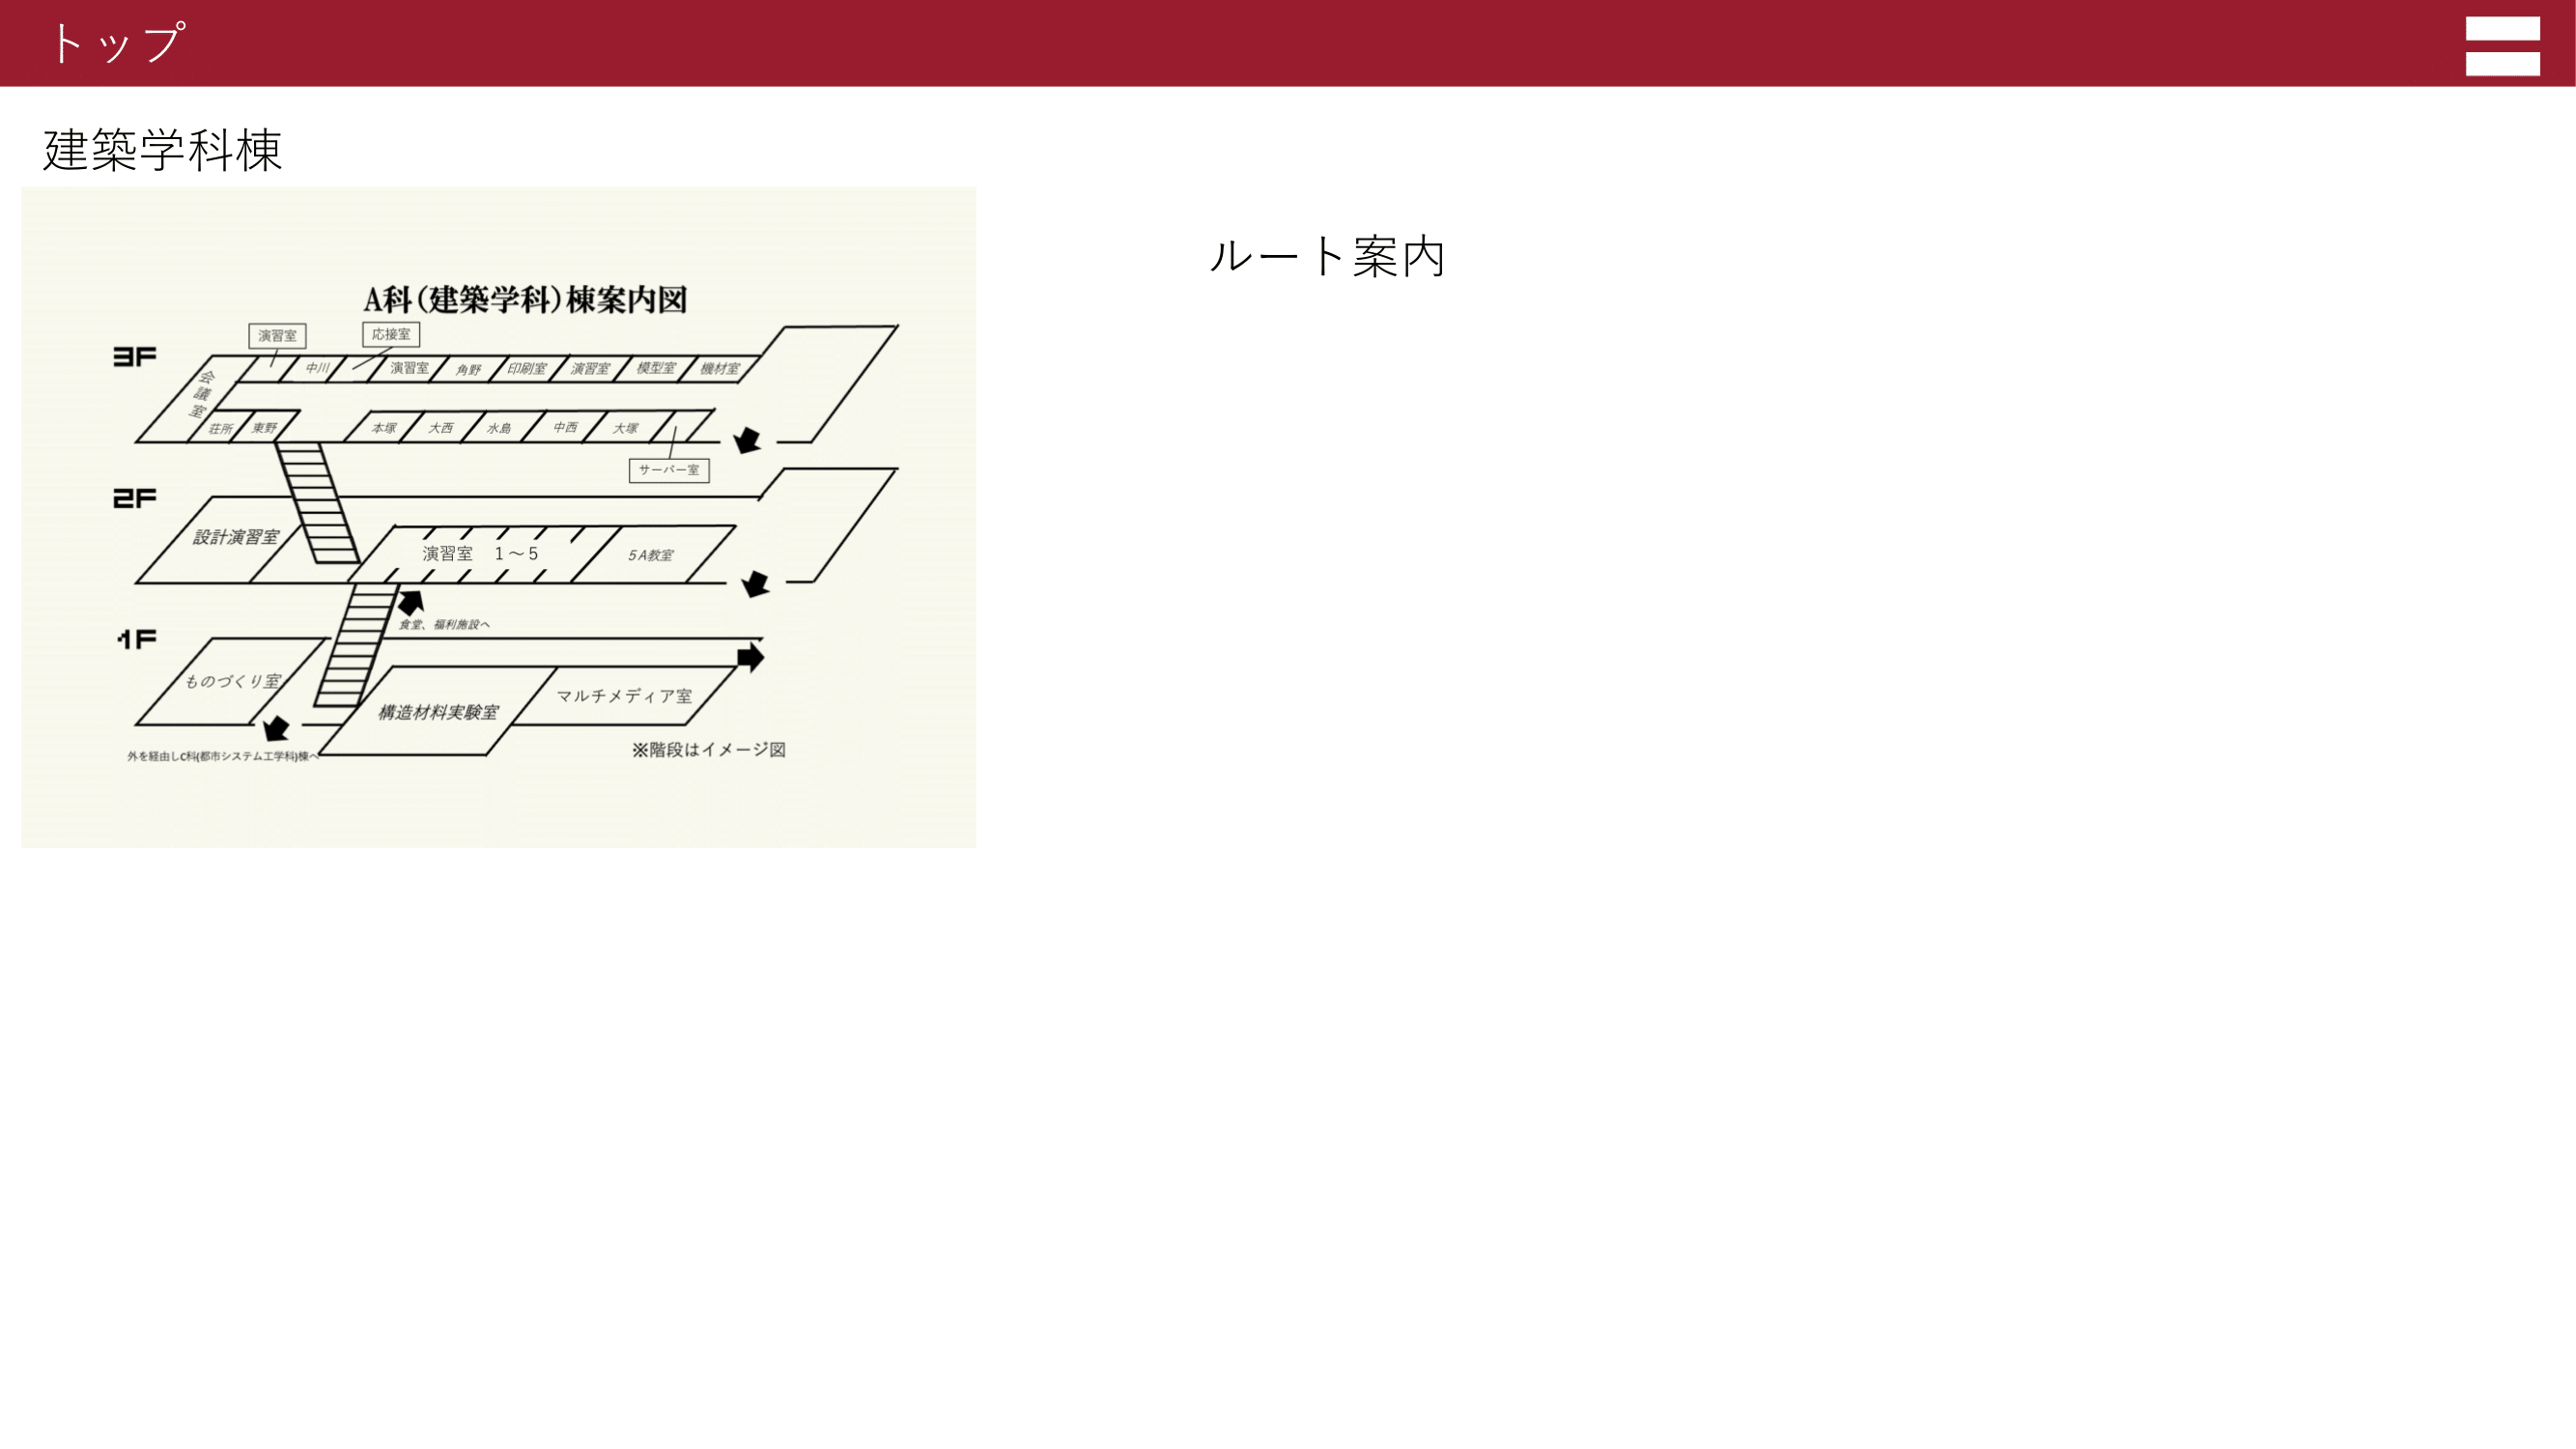 トップ
建築学科棟
ルート案内
A科(建築学科)棟案内図
演習室
応接室
3F
会議室
中川
演習室
角野
印刷室
演習室
模型室
機材室
荘所
東野
本塚
大西
水島
中西
大塚
サーバー室
2F
設計演習室
演習室 1～5
5A教室
食堂、福利施設へ
1F
ものづくり室
構造材料実験室
マルチメディア室
外を経由しC科(都市システム工学科)棟へ
※階段はイメージ図